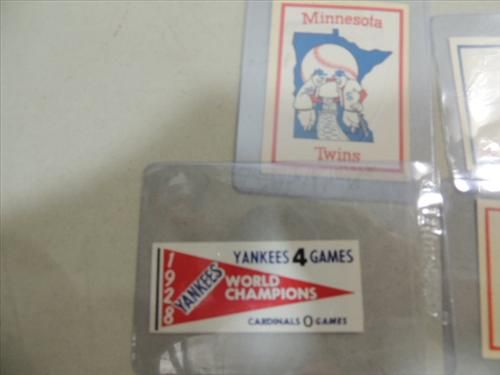 Minnesota
Twins
YANKEES 4 GAMES
1928
YANKEES
WORLD
CHAMPIONS
CARDINALS 0 GAMES